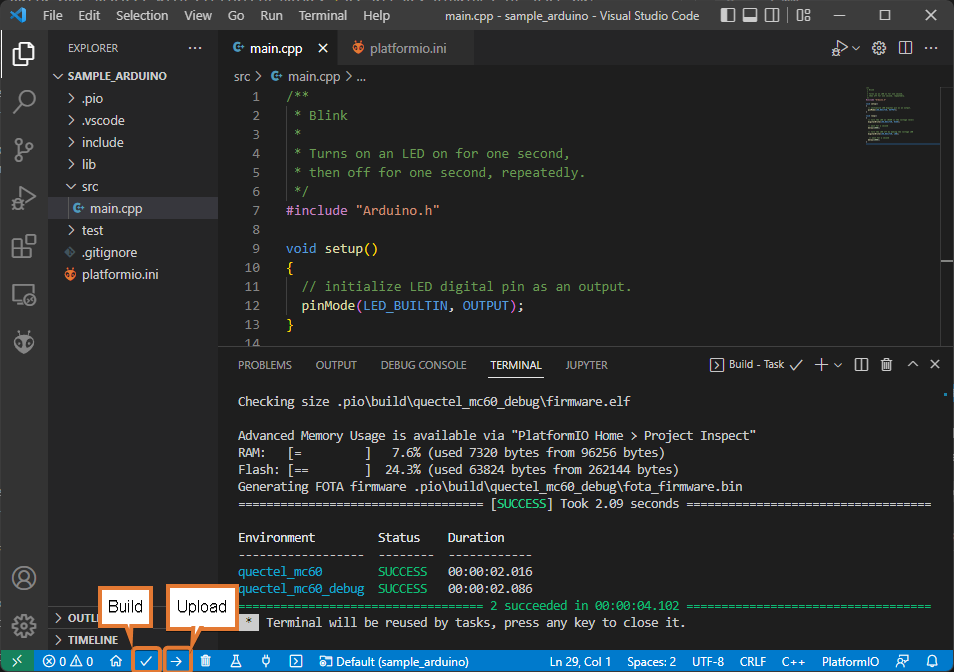 File Edit Selection View Go Run Terminal Help main.cpp - sample_arduino - Visual Studio Code
EXPLORER
SAMPLE_ARDUINO
.pio
.vscode
include
lib
src
main.cpp
test
.gitignore
platformio.ini
OUTL
TIMELINE
main.cpp platformio.ini
src > main.cpp > ...
1 /**
2 * Blink
3 *
4 * Turns on an LED on for one second,
5 * then off for one second, repeatedly.
6 */
7 #include "Arduino.h"
8
9 void setup()
10 {
11 // initialize LED digital pin as an output.
12 pinMode(LED_BUILTIN, OUTPUT);
13 }
14
PROBLEMS OUTPUT DEBUG CONSOLE TERMINAL JUPYTER Build - Task
Checking size .pio\build\quectel_mc60_debug\firmware.elf
Advanced Memory Usage is available via "PlatformIO Home > Project Inspect"
RAM: [= ] 7.6% (used 7320 bytes from 96256 bytes)
Flash: [== ] 24.3% (used 63824 bytes from 262144 bytes)
Generating FOTA firmware .pio\build\quectel_mc60_debug\fota_firmware.bin
=================================== [SUCCESS] Took 2.09 seconds ===================================
Environment Status Duration
------------------ -------- ------------
quectel_mc60 SUCCESS 00:00:02.016
quectel_mc60_debug SUCCESS 00:00:02.086
=================================== 2 succeeded in 00:00:04.102 ===================================
* Terminal will be reused by tasks, press any key to close it.
Build
Upload
0 0 Default (sample_arduino) Ln 29, Col 1 Spaces: 2 UTF-8 CRLF C++ PlatformIO